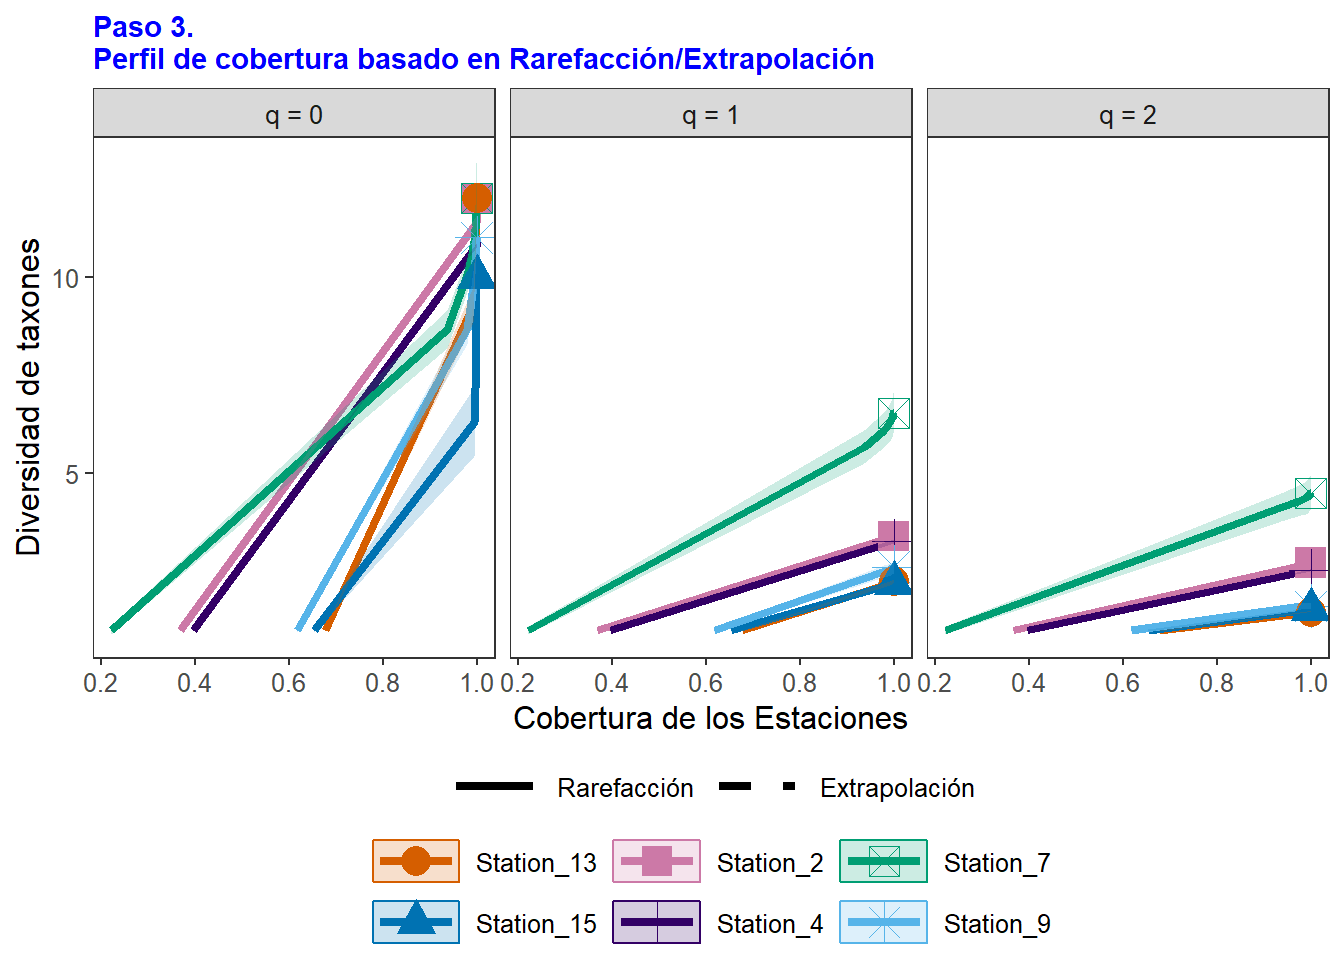 Paso 3.
Perfil de cobertura basado en Rarefacción/Extrapolación
q = 0
q = 1
q = 2
Diversidad de taxones
10
5
0.2 0.4 0.6 0.8 1.0
0.2 0.4 0.6 0.8 1.0
0.2 0.4 0.6 0.8 1.0
Cobertura de los Estaciones
Rarefacción Extrapolación
Station_13 Station_2 Station_7
Station_15 Station_4 Station_9